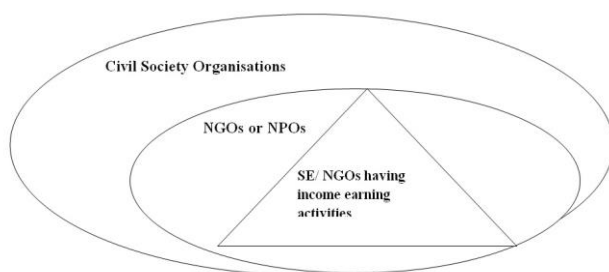 Civil Society Organisations
NGOs or NPOs
SE/ NGOs having
income earning
activities